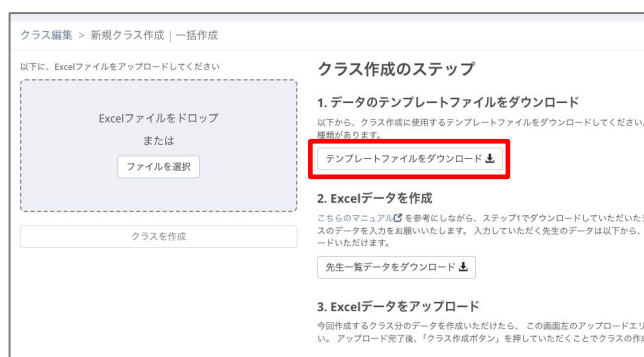 クラス編集 > 新規クラス作成 | 一括作成
以下に、Excelファイルをアップロードしてください
Excelファイルをドロップ
または
ファイルを選択
クラスを作成
クラス作成のステップ
1. データのテンプレートファイルをダウンロード
以下から、クラス作成に使用するテンプレートファイルをダウンロードしてください。
種類があります。
テンプレートファイルをダウンロード
2. Excelデータを作成
こちらのマニュアル を参考にしながら、ステップ1でダウンロードしていただいた
スのデータを入力をお願いいたします。 入力していただく先生のデータは以下から、
ードいただけます。
先生一覧データをダウンロード
3. Excelデータをアップロード
今回作成するクラス分のデータを作成いただけたら、 この画面左のアップロードエリ
い。 アップロード完了後、「クラス作成ボタン」を押していただくことでクラスの作